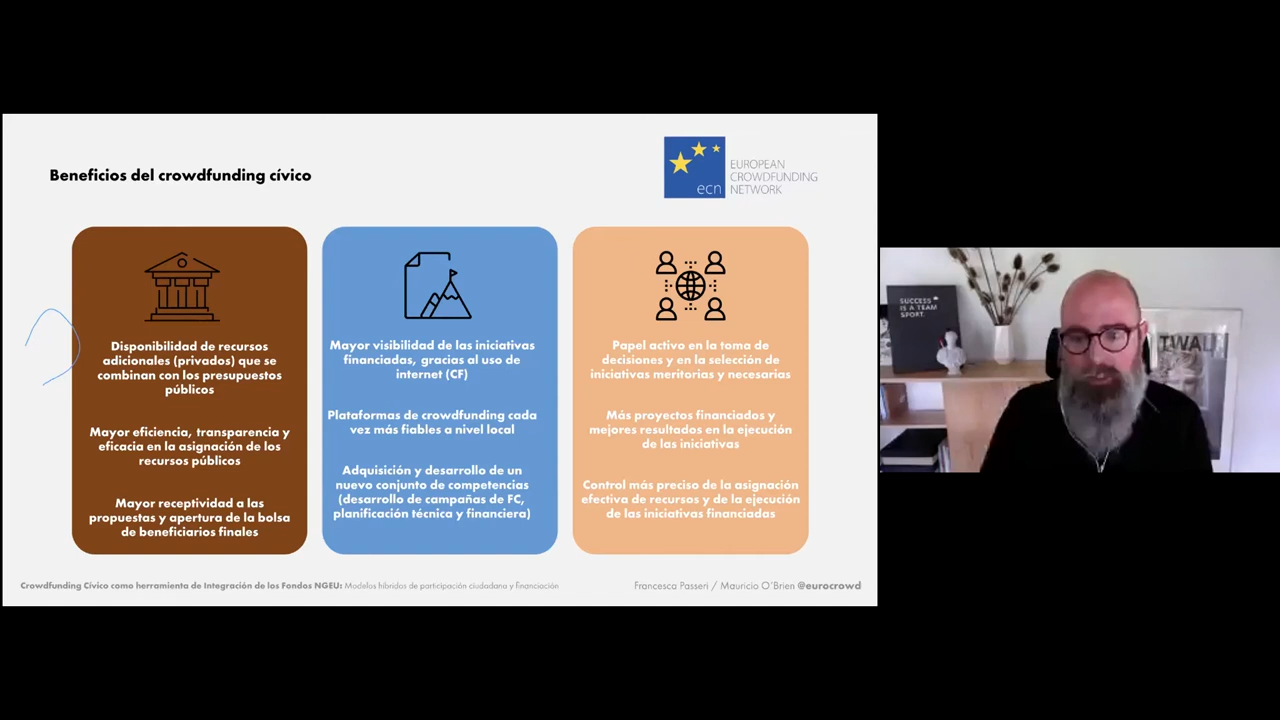 Beneficios del crowdfunding cívico
ecn
EUROPEAN
CROWDFUNDING
NETWORK
Disponibilidad de recursos
adicionales (privados) que se
combinan con los presupuestos
públicos
Mayor eficiencia, transparencia y
eficacia en la asignación de los
recursos públicos
Mayor receptividad a las
propuestas y apertura de la bolsa
de beneficiarios finales
Mayor visibilidad de las iniciativas
financiadas, gracias al uso de
internet (CF)
Plataformas de crowdfunding cada
vez más fiables a nivel local
Adquisición y desarrollo de un
nuevo conjunto de competencias
(desarrollo de campañas de FC,
planificación técnica y financiera)
Papel activo en la toma de
decisiones y en la selección de
iniciativas meritorias y necesarias
Más proyectos financiados y
mejores resultados en la ejecución
de las iniciativas
Control más preciso de la asignación
efectiva de recursos y de la ejecución
de las iniciativas financiadas
Crowdfunding Cívico como herramienta de Integración de los Fondos NGEU: Modelos híbridos de participación ciudadana y Financiación
Francesca Passeri / Mauricio O'Brien @eurocrowd
SUCCESS
IS A TEAM
SPORT.